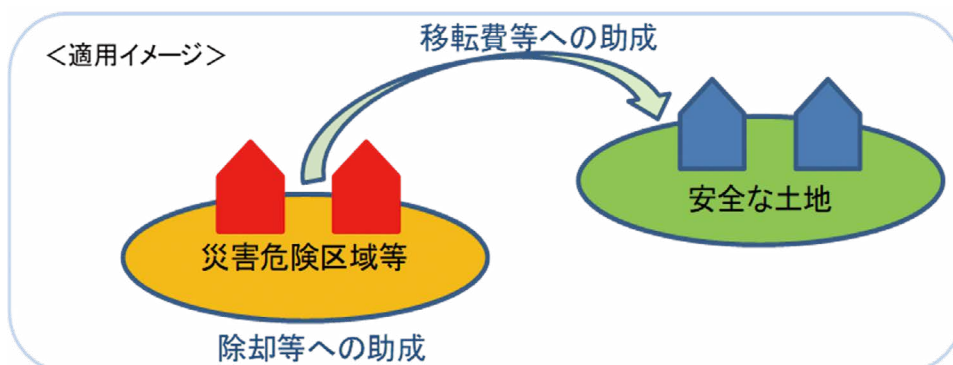 移転費等への助成
＜適用イメージ＞
安全な土地
災害危険区域等
除却等への助成